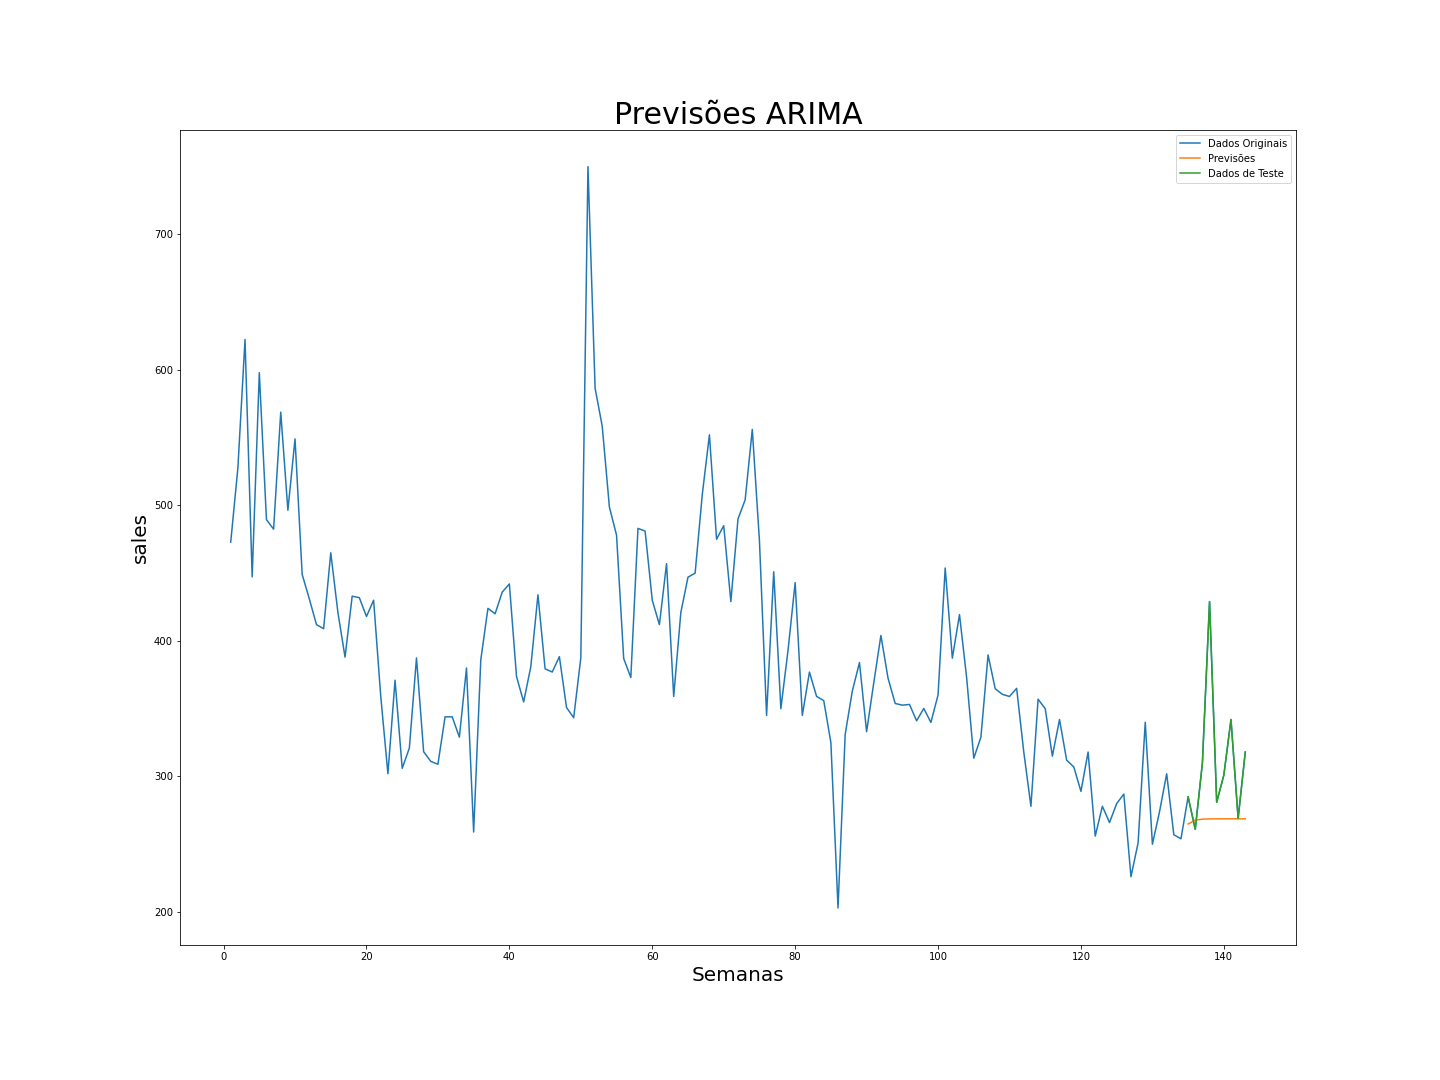 Previsões ARIMA
Dados Originais
Previsões
Dados de Teste
700
600
500
400
300
200
sales
0 20 40 60 80 100 120 140
Semanas